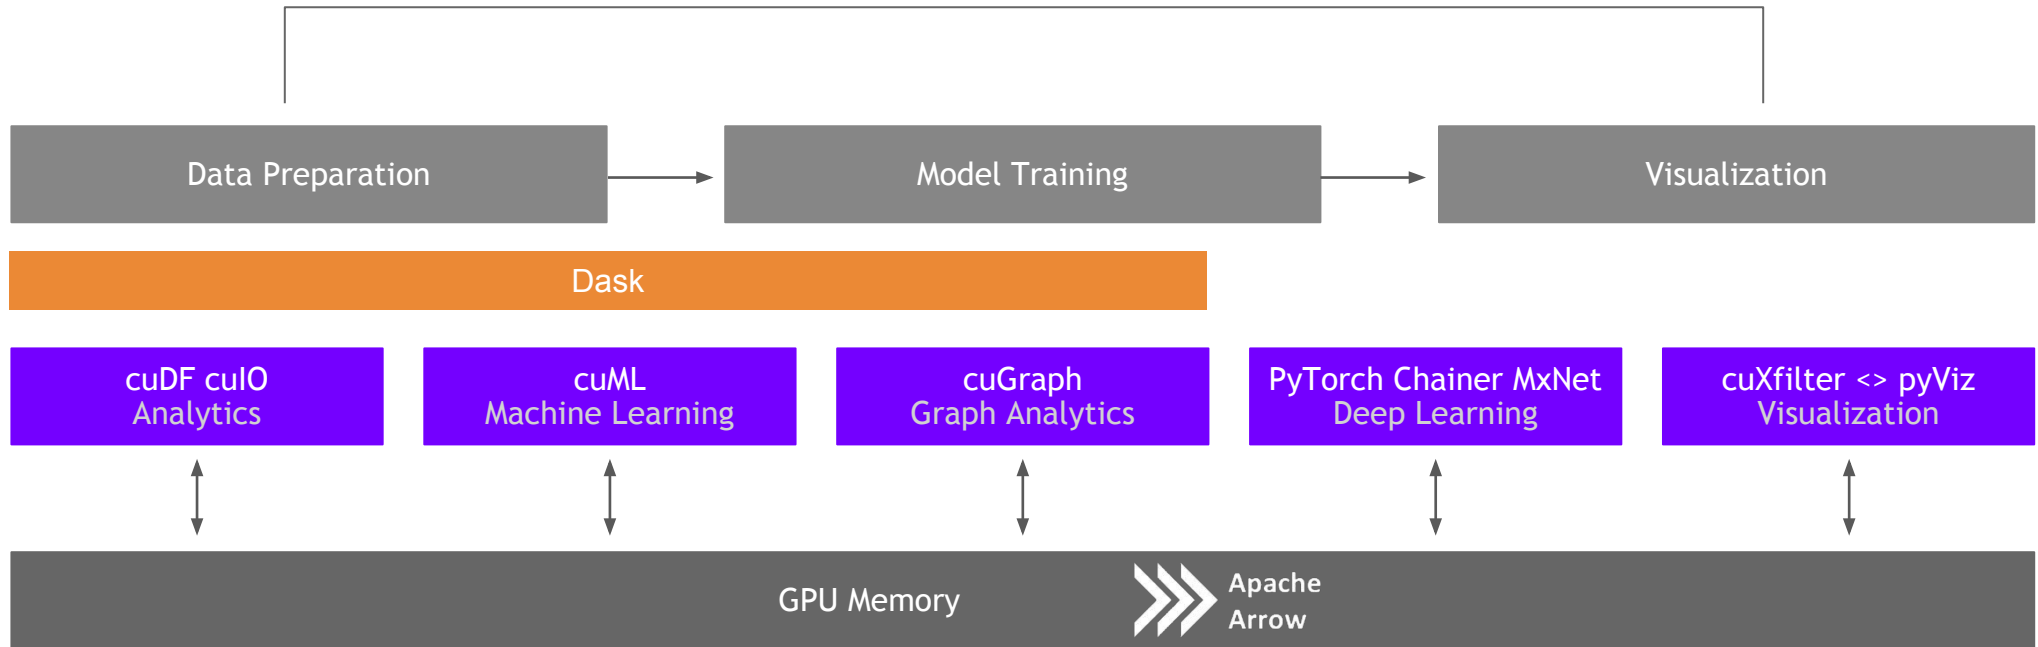 Data Preparation
Model Training
Visualization
Dask
cuDF cuIO
Analytics
cuML
Machine Learning
cuGraph
Graph Analytics
PyTorch Chainer MxNet
Deep Learning
cuXfilter <> pyViz
Visualization
GPU Memory
Apache
Arrow